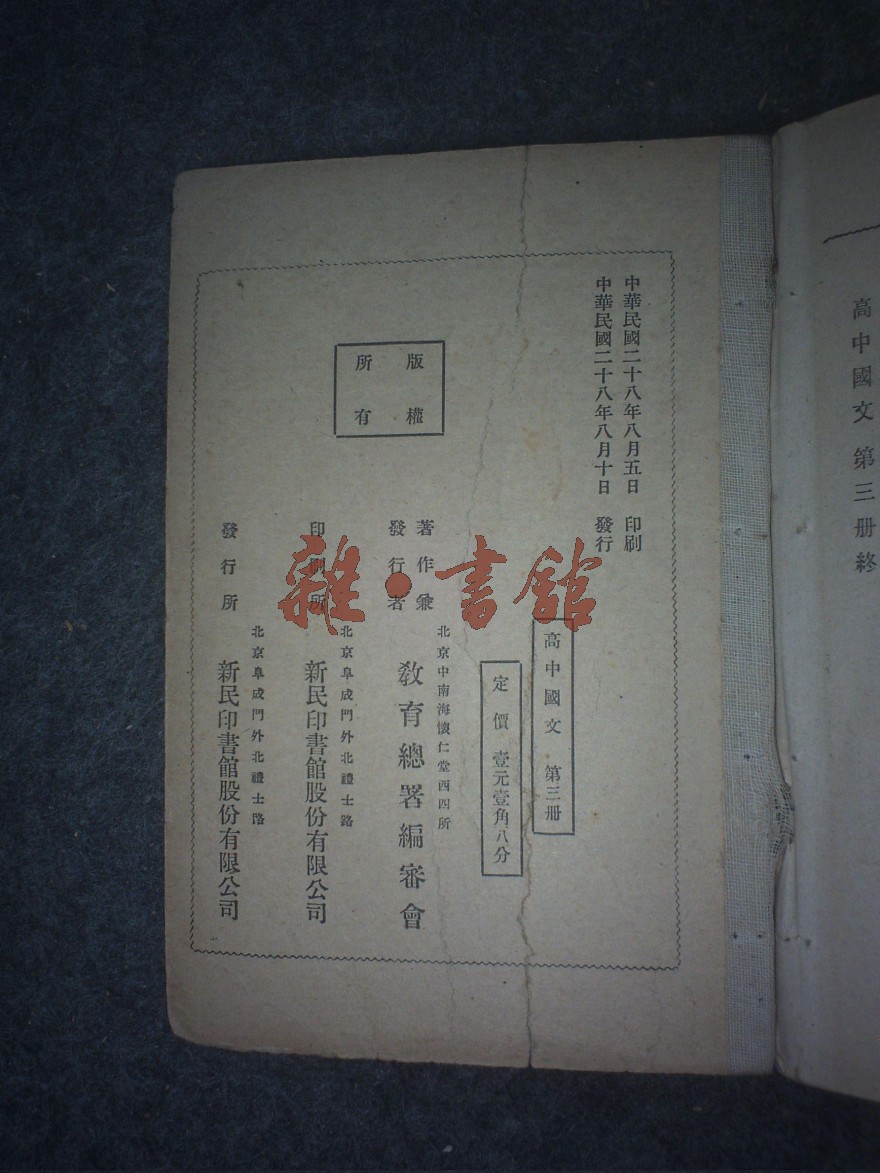 高中國文 第三册終
中華民國二十八年八月五日 印刷
中華民國二十八年八月十日 發行
高中國文 第三册
定價 壹元壹角八分
著作兼
發行者
北京中南海懷仁堂西四所
教育總署編審會
版權
所有
印刷所
北京阜成門外北禮士路
新民印書館股份有限公司
發行所
北京阜成門外北禮士路
新民印書館股份有限公司
雜·書館